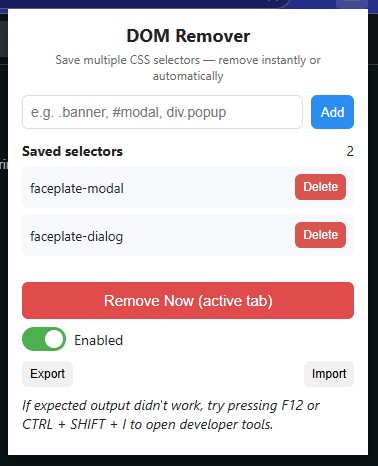 DOM Remover
Save multiple CSS selectors — remove instantly or
automatically
e.g. .banner, #modal, div.popup
Add
Saved selectors
2
faceplate-modal
Delete
faceplate-dialog
Delete
Remove Now (active tab)
Enabled
Export
Import
If expected output didn't work, try pressing F12 or
CTRL + SHIFT + I to open developer tools.